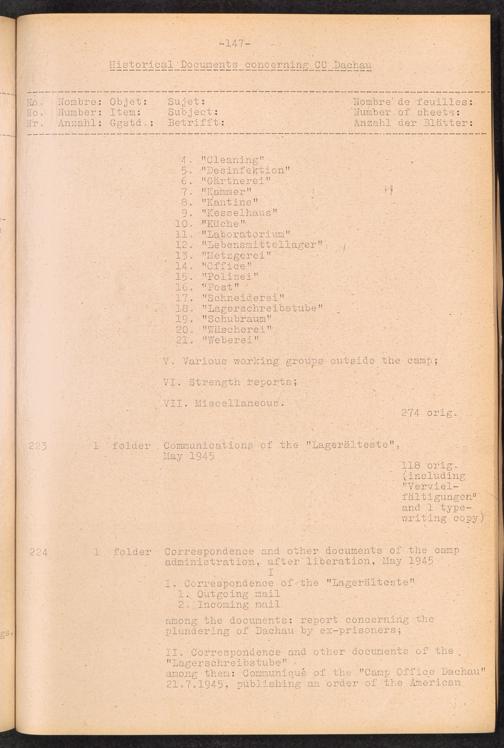 -147-
Historical Documents concerning CC Dachau
No. Nombre: Objet: Sujet: Nombre de feuilles:
No. Number: Item: Subject: Number of sheets:
Nr. Anzahl: Ggstd.: Betrifft: Anzahl der Blätter:
4. "Cleaning"
5. "Desinfektion"
6. "Gärtnerei"
7. "Kammer"
8. "Kantine"
9. "Kesselhaus"
10. "Küche"
11. "Laboratorium"
12. "Lebensmittellager"
13. "Metzgerei"
14. "Office"
15. "Polizei"
16. "Post"
17. "Schneiderei"
18. "Lagerschreibstube"
19. "Schubraum"
20. "Wäscherei"
21. "Weberei"
V. Various working groups outside the camp;
VI. Strength reports;
VII. Miscellaneous.
274 orig.
223 1 folder Communications of the "Lagerälteste",
May 1945
118 orig.
(including
"Verviel-
fältigungen"
and 1 type-
writing copy)
224 1 folder Correspondence and other documents of the camp
administration, after liberation, May 1945
I
I. Correspondence of the "Lagerälteste"
1. Outgoing mail
2. Incoming mail
among the documents: report concerning the
plundering of Dachau by ex-prisoners;
II. Correspondence and other documents of the
"Lagerschreibstube"
among them: Communiqué of the "Camp Office Dachau"
21.7.1945, publishing an order of the American
gs.